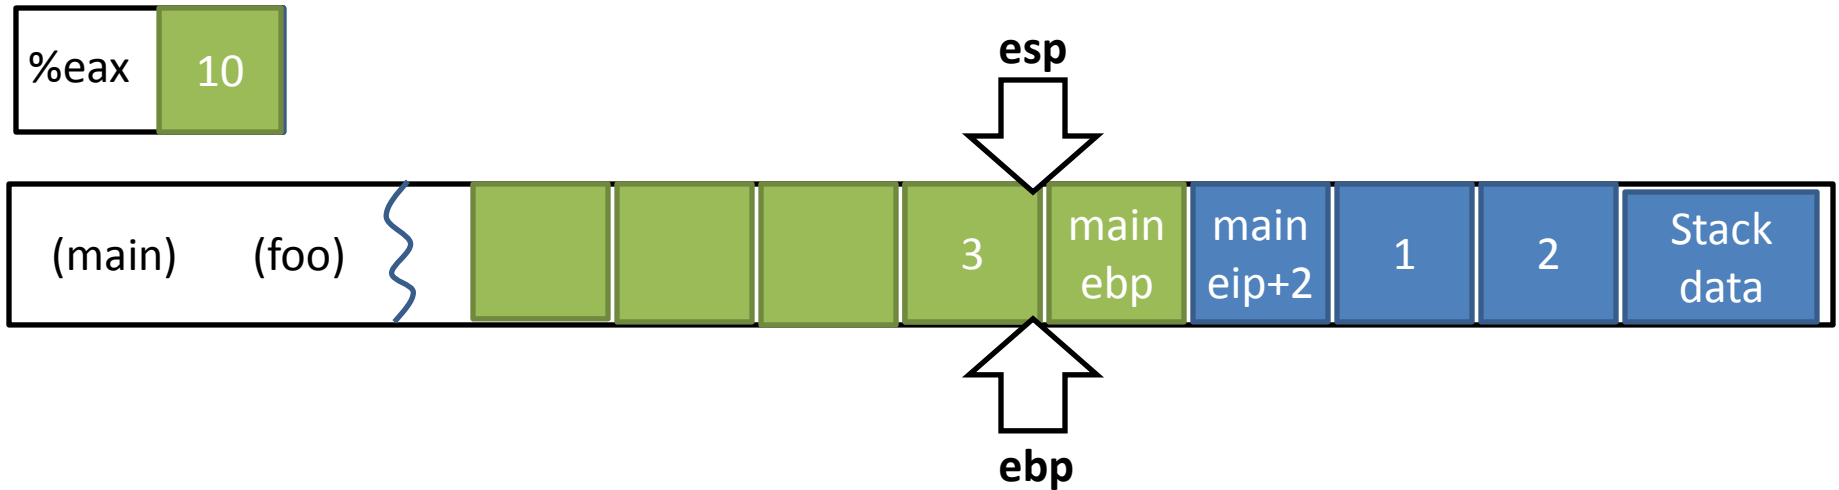 %eax 10
esp
(main) (foo) 3 main ebp main eip+2 1 2 Stack data
ebp